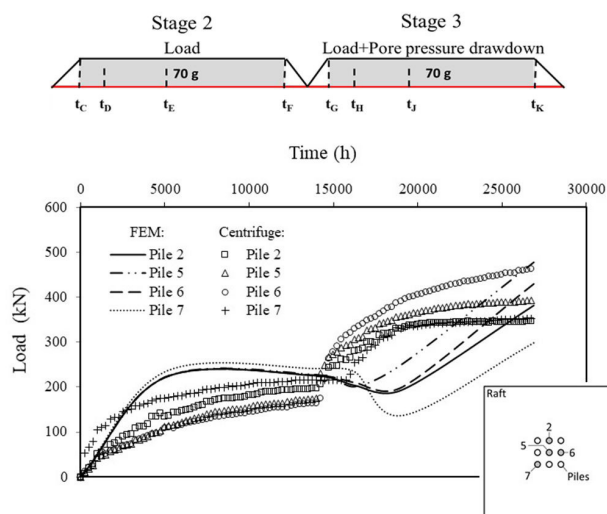 Stage 2
Stage 3
Load
Load+Pore pressure drawdown
70 g
70 g
tC tD tE tF tG tH tJ tK
Time (h)
0 5000 10000 15000 20000 25000 30000
600
500
400
300
200
100
0
Load (kN)
FEM: Centrifuge:
Pile 2 Pile 2
Pile 5 Pile 5
Pile 6 Pile 6
Pile 7 Pile 7
Raft
2
5
6
7
Piles